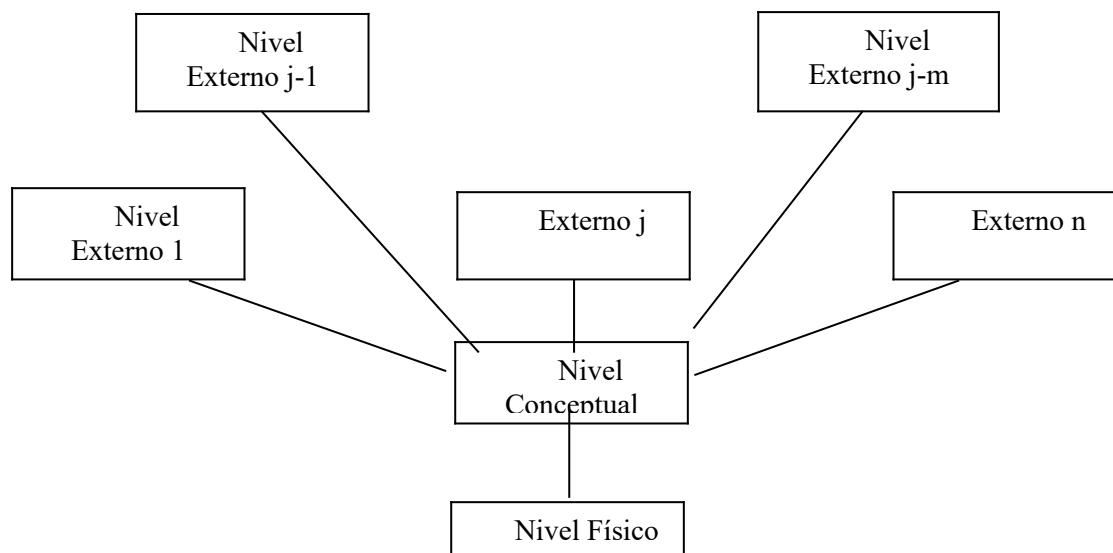 Nivel
Externo j-1
Nivel
Externo j-m
Nivel
Externo 1
Externo j
Externo n
Nivel
Conceptual
Nivel Físico